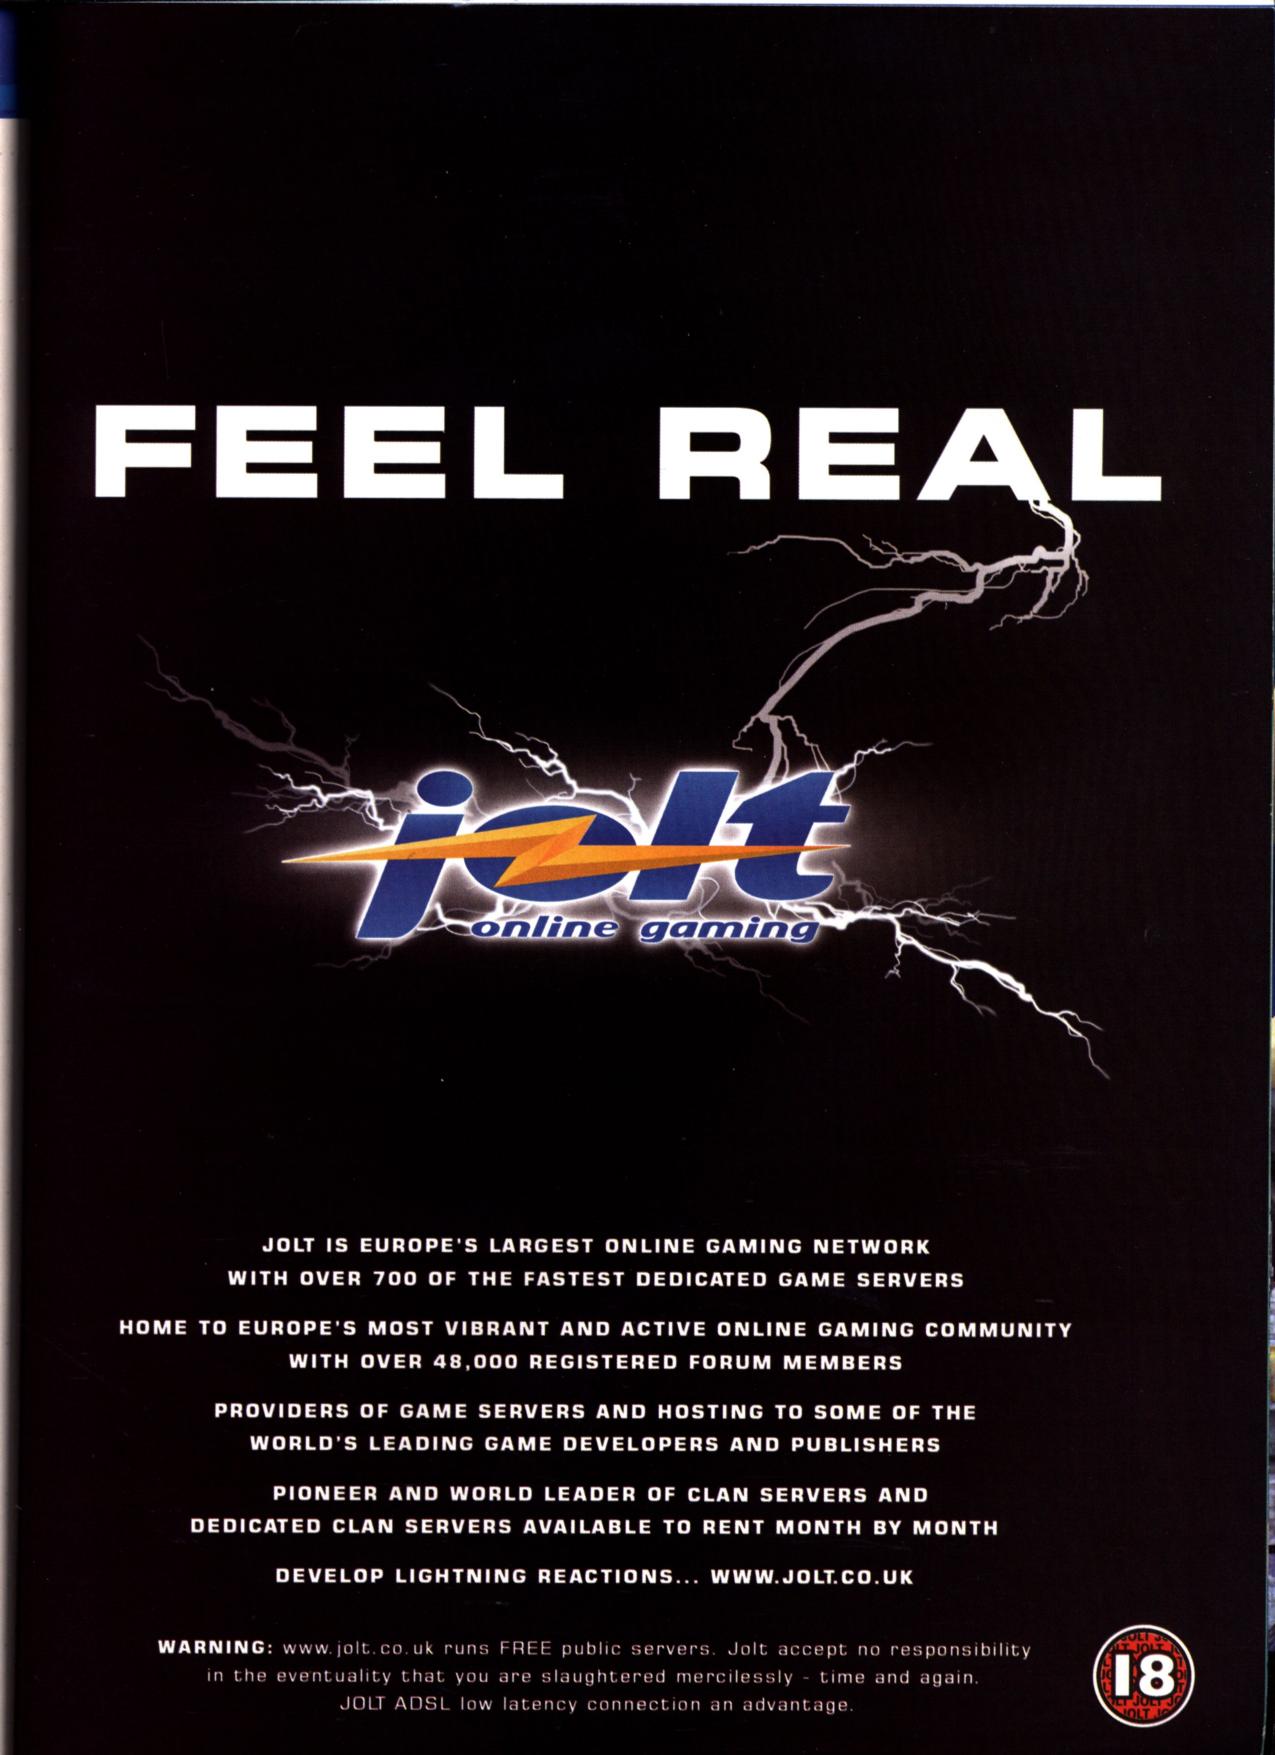 FEEL REAL
jolt
online gaming
JOLT IS EUROPE'S LARGEST ONLINE GAMING NETWORK
WITH OVER 700 OF THE FASTEST DEDICATED GAME SERVERS
HOME TO EUROPE'S MOST VIBRANT AND ACTIVE ONLINE GAMING COMMUNITY
WITH OVER 48,000 REGISTERED FORUM MEMBERS
PROVIDERS OF GAME SERVERS AND HOSTING TO SOME OF THE
WORLD'S LEADING GAME DEVELOPERS AND PUBLISHERS
PIONEER AND WORLD LEADER OF CLAN SERVERS AND
DEDICATED CLAN SERVERS AVAILABLE TO RENT MONTH BY MONTH
DEVELOP LIGHTNING REACTIONS... WWW.JOLT.CO.UK
WARNING: www.jolt.co.uk runs FREE public servers. Jolt accept no responsibility
in the eventuality that you are slaughtered mercilessly - time and again.
JOLT ADSL low latency connection an advantage.
18